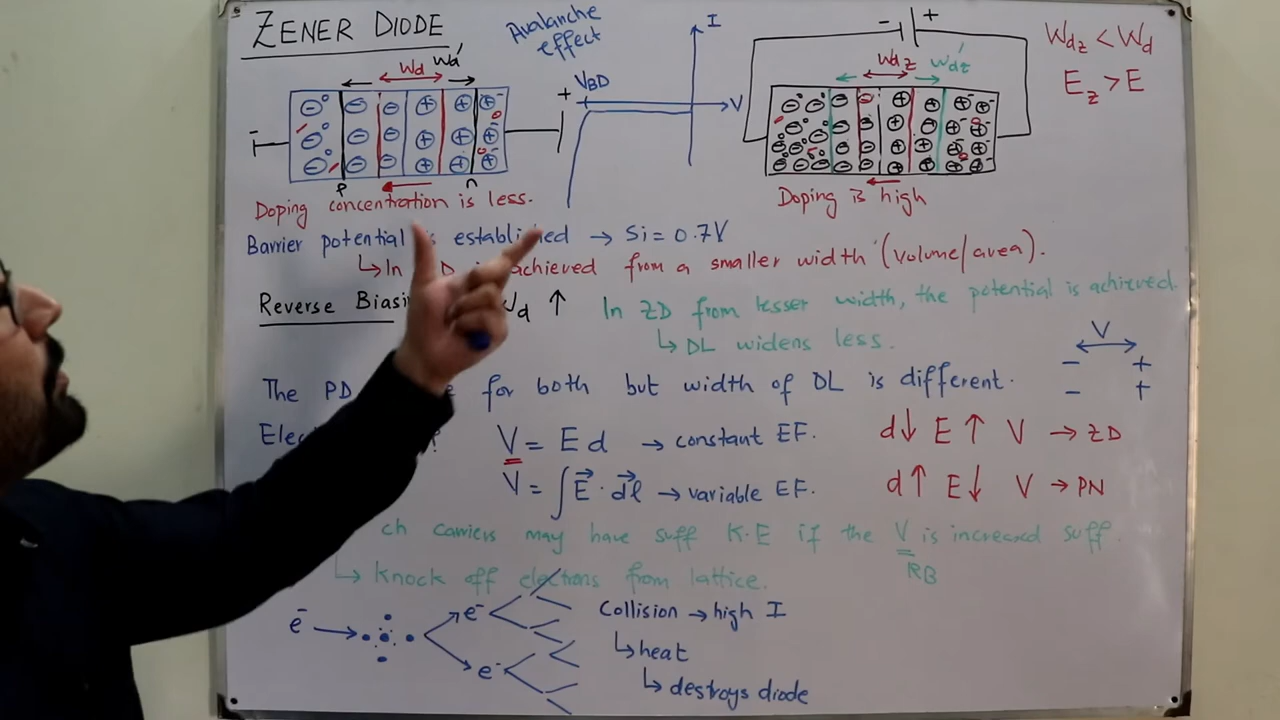 ZENER DIODE
Avalanche
effect
I
V
VBD
- +
Wdz < Wd
Ez > E
Wd Wd'
Wdz Wdz'
- +
p n
Doping concentration is less.
Doping is high
Barrier potential is established → Si = 0.7V
↳ In achieved from a smaller width (volume/area).
Reverse Wd ↑
In ZD from lesser width, the potential is achieved.
↳ DL widens less.
V
- +
- +
The PD for both but width of DL is different.
? V = Ed → constant EF.
V = ∫ E⃗ · dl⃗ → variable EF.
d↓ E↑ V → ZD
d↑ E↓ V → PN
carriers may have suff K.E if the V is increased suff.
RB
↳ Knock off electrons from lattice.
e⁻ → e⁻
e⁻
Collision → high I
↳ heat
↳ destroys diode